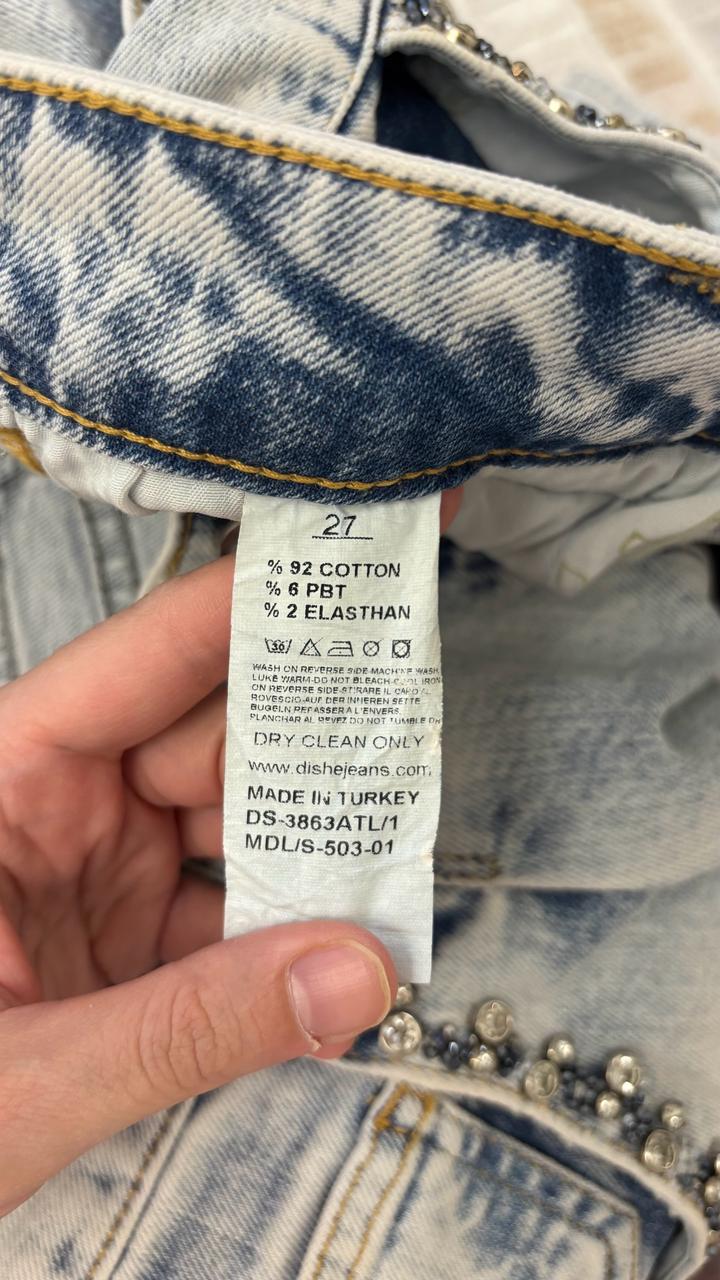 27
% 92 COTTON
% 6 PBT
% 2 ELASTHAN
30
WASH ON REVERSE SIDE-MACHINE WASH
LUKE WARM-DO NOT BLEACH-COOL IRON
ON REVERSE SIDE-STIRARE IL CAPO AL
ROVESCIO-AUF DER INNEREN SEITE
BUGELN REPASSER A L'ENVERS.
PLANCHAR AL REVEZ DO NOT TUMBLE
DRY CLEAN ONLY
www.dishejeans.com
MADE IN TURKEY
DS-3863ATL/1
MDL/S-503-01